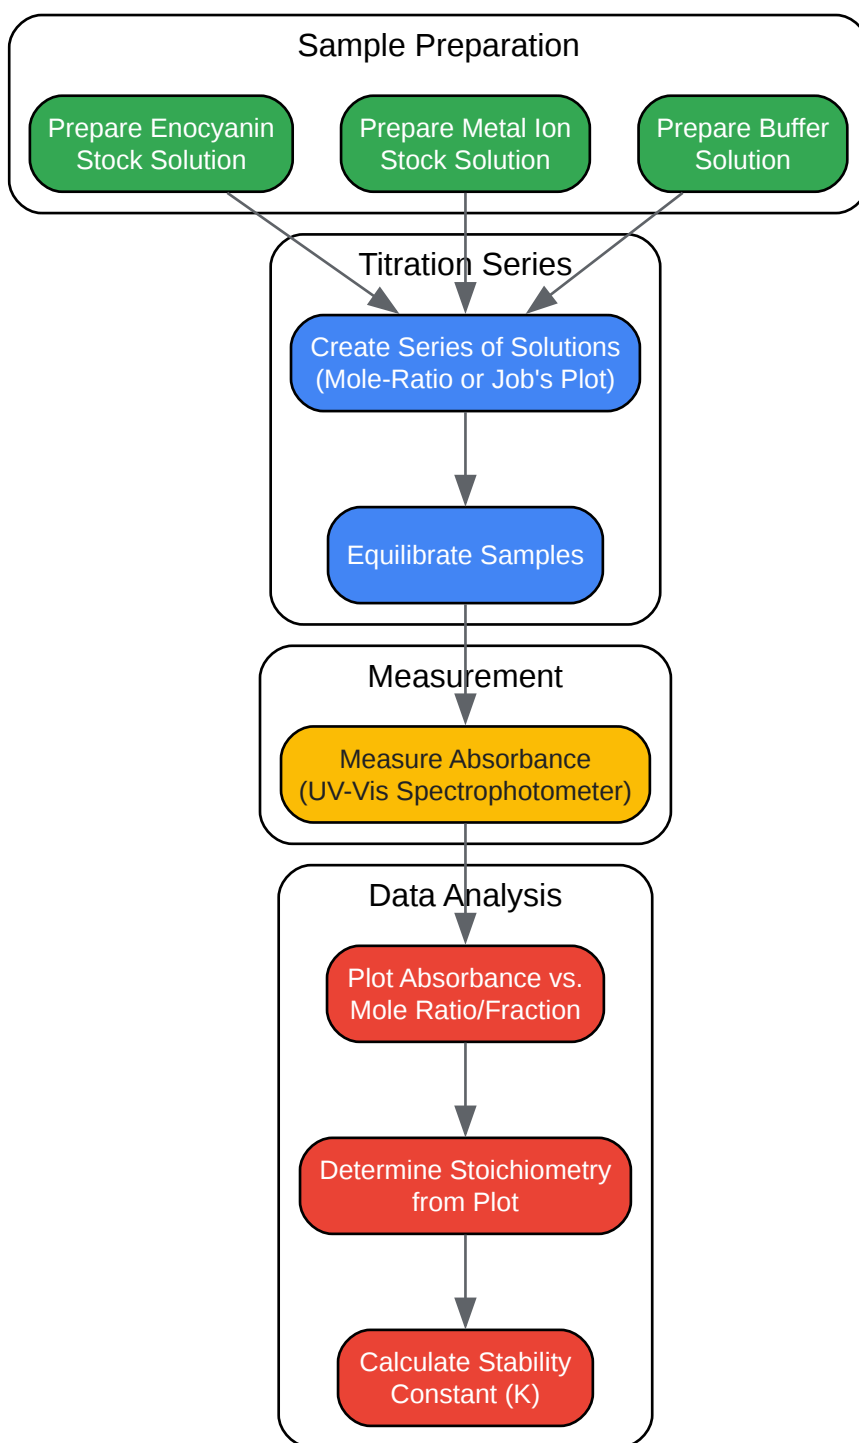 Sample Preparation
Prepare Enocyanin
Stock Solution
Prepare Metal Ion
Stock Solution
Prepare Buffer
Solution
Titration Series
Create Series of Solutions
(Mole-Ratio or Job's Plot)
Equilibrate Samples
Measurement
Measure Absorbance
(UV-Vis Spectrophotometer)
Data Analysis
Plot Absorbance vs.
Mole Ratio/Fraction
Determine Stoichiometry
from Plot
Calculate Stability
Constant (K)